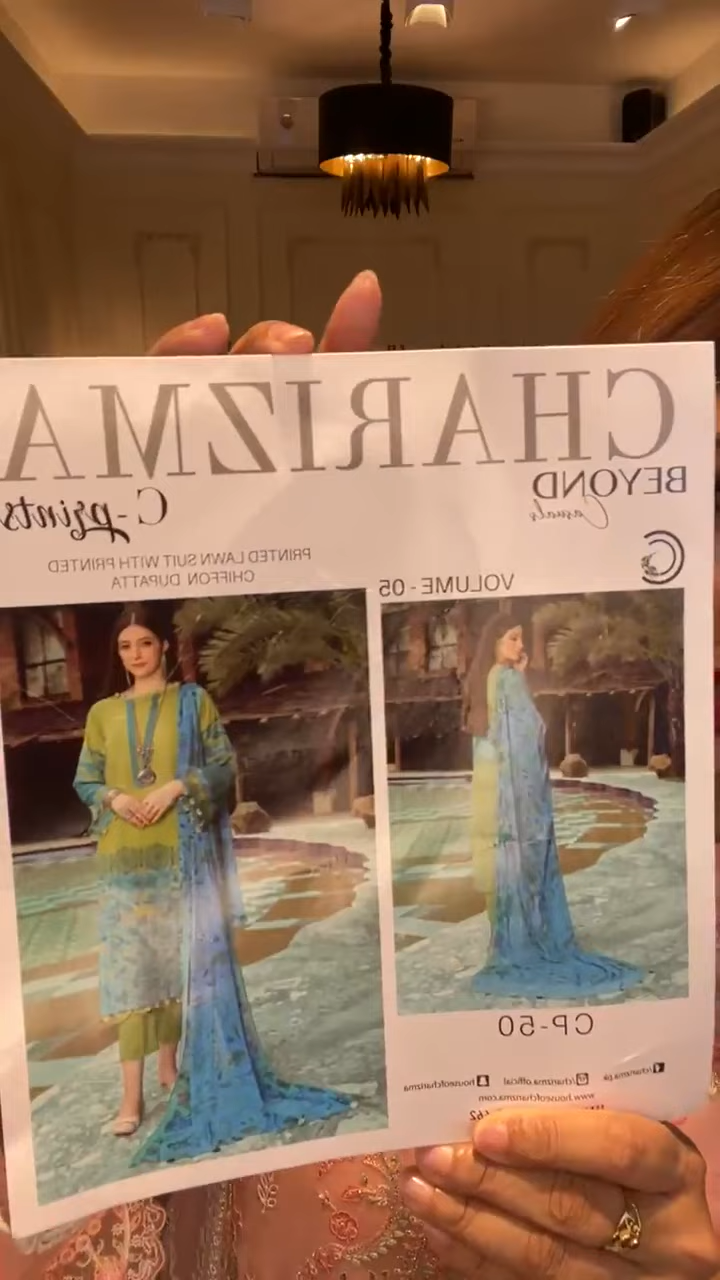 CHARIZMA
BEYOND
Casuals
C-prints
PRINTED LAWN SUIT WITH PRINTED
CHIFFON DUPATTA
VOLUME - 05
CP-50
/charizma.pk /charizma.official houseofcharizma
www.houseofcharizma.com